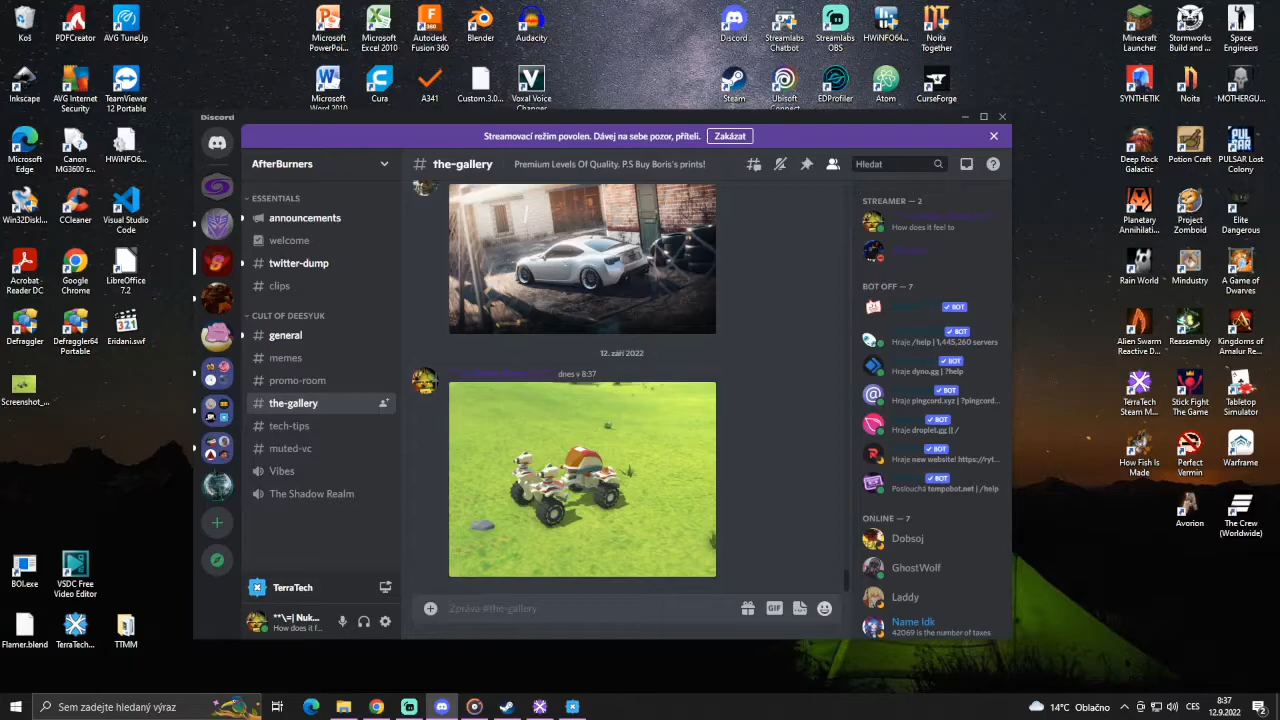 Koš
PDFCreator
AVG TuneUp
Microsoft PowerPoi...
Microsoft Excel 2010
Autodesk Fusion 360
Blender
Audacity
Discord
Streamlabs Chatbot
Streamlabs OBS
HWiNFO64...
Noita Together
Minecraft Launcher
Stormworks Build and ...
Space Engineers
Inkscape
AVG Internet Security
TeamViewer 12 Portable
Microsoft Word 2010
Cura
A341
Custom.3.0...
Voxal Voice
Steam
Ubisoft Connect
EDProfiler
Atom
CurseForge
SYNTHETIK
Noita
MOTHERGU...
Discord
Streamovací režim povolen. Dávej na sebe pozor, příteli.
Zakázat
Microsoft Edge
Canon MG3600 s...
HWiNFO6...
AfterBurners
the-gallery
Premium Levels Of Quality, P.S Buy Boris's prints!
Hledat
Deep Rock
Potion Craft
PULSAR Lost
Win32Diskl...
CCleaner
Visual Studio Code
ESSENTIALS
announcements
welcome
twitter-dump
clips
STREAMER — 2
How does it feel to
Planetary Annihilati...
Project Zomboid
Elite Dangerous
Acrobat Reader DC
Google Chrome
LibreOffice 7.2
BOT OFF — 7
BOT
Rain World
Mindustry
A Game of Dwarves
Defraggler
Defraggler64 Portable
Eridani.swf
CULT OF DEESYUK
general
memes
promo-room
the-gallery
tech-tips
muted-vc
Vibes
The Shadow Realm
12. září 2022
dnes v 8:37
BOT
Hraje /help | 1,445,260 servers
BOT
Hraje dyno.gg | ?help
BOT
Hraje pingcord.xyz | ?pingcord...
BOT
Hraje droplet.gg || /
BOT
Hraje new website! https://ryt...
BOT
Poslouchá tempobot.net | /help
Alien Swarm Reactive D...
Reassembly
Kings of Amalur Re...
Screenshot_...
TerraTech Steam M...
Stick Fight The Game
Tabletop Simulator
How Fish Is Made
Perfect Vermin
Warframe
ONLINE — 7
Dobsoj
GhostWolf
Laddy
Name Idk
42069 is the number of taxes
Avorion
The Crew (Worldwide)
BOI.exe
VSDC Free Video Editor
TerraTech
**\=| Nuk...
How does it f...
Zpráva #the-gallery
GIF
Flamer.blend
TerraTech...
TTMM
Sem zadejte hledaný výraz
14°C Oblačno
CES
8:37
12.9.2022
2